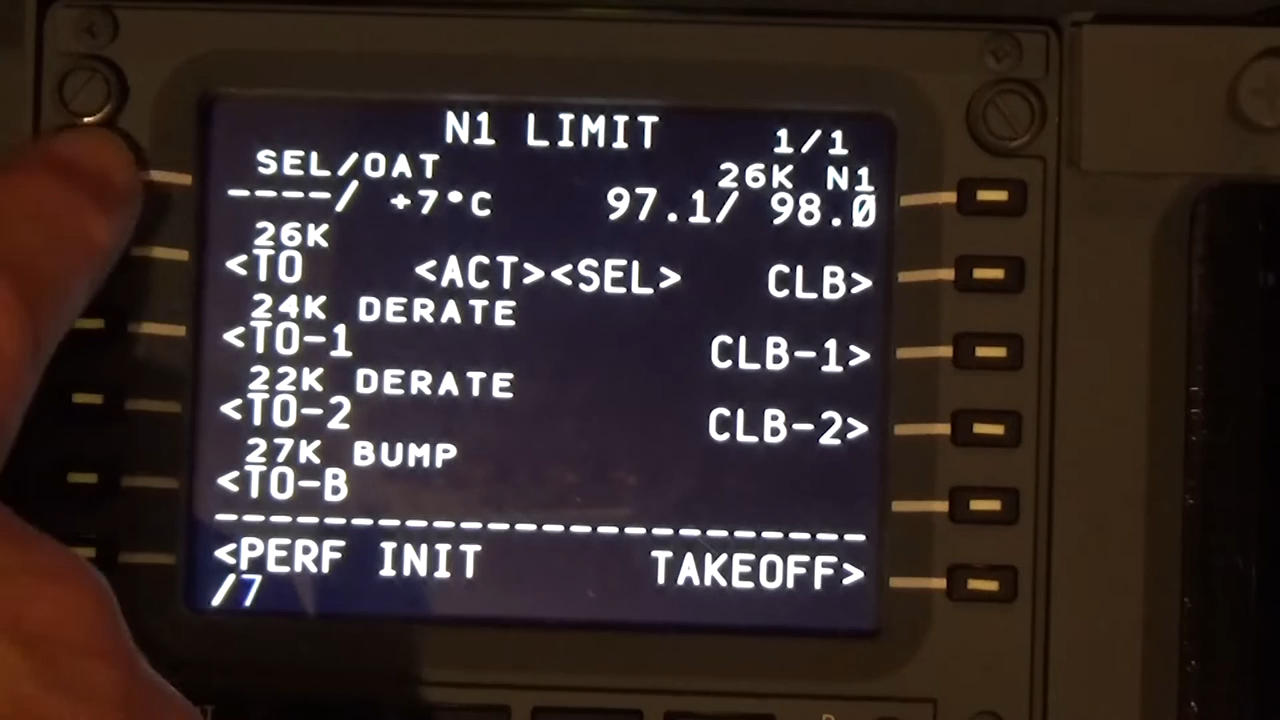 N1 LIMIT 1/1
SEL/OAT 26K N1
----/ +7°C 97.1/ 98.0
26K
<TO <ACT><SEL> CLB>
24K DERATE
<TO-1 CLB-1>
22K DERATE
<TO-2 CLB-2>
27K BUMP
<TO-B
------------------------
<PERF INIT TAKEOFF>
/7